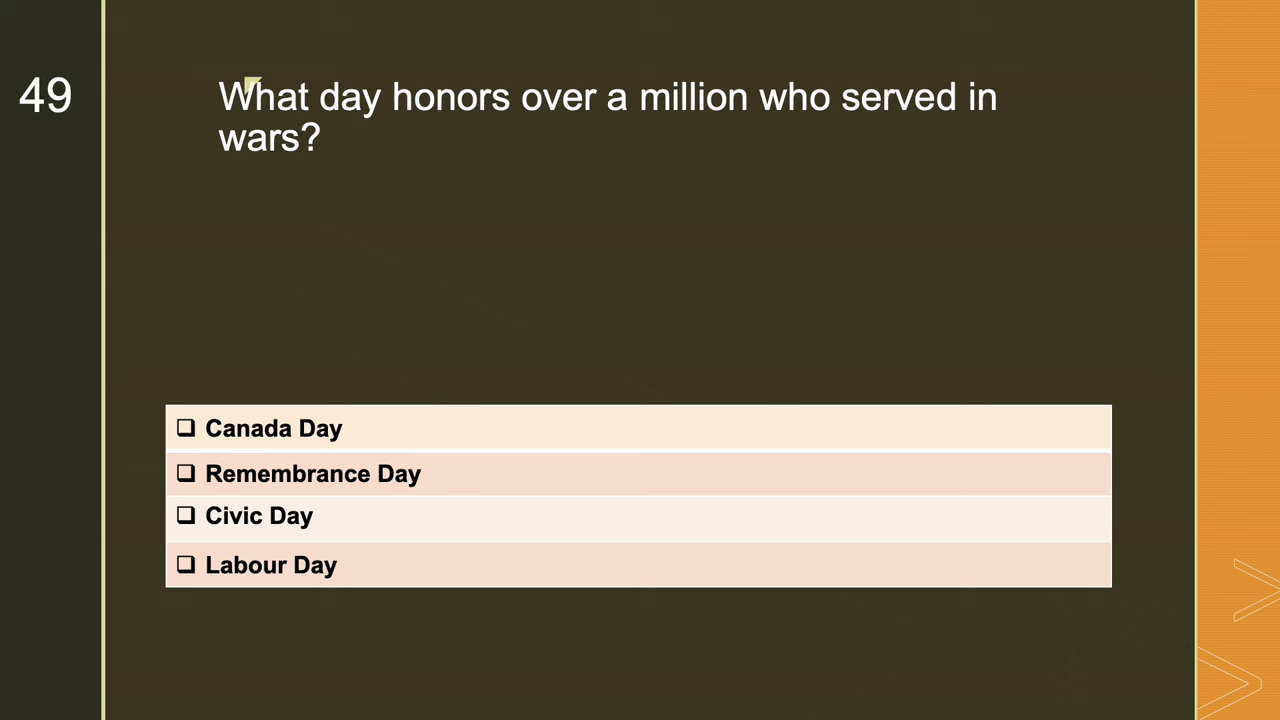 49
What day honors over a million who served in
wars?
❑ Canada Day
❑ Remembrance Day
❑ Civic Day
❑ Labour Day